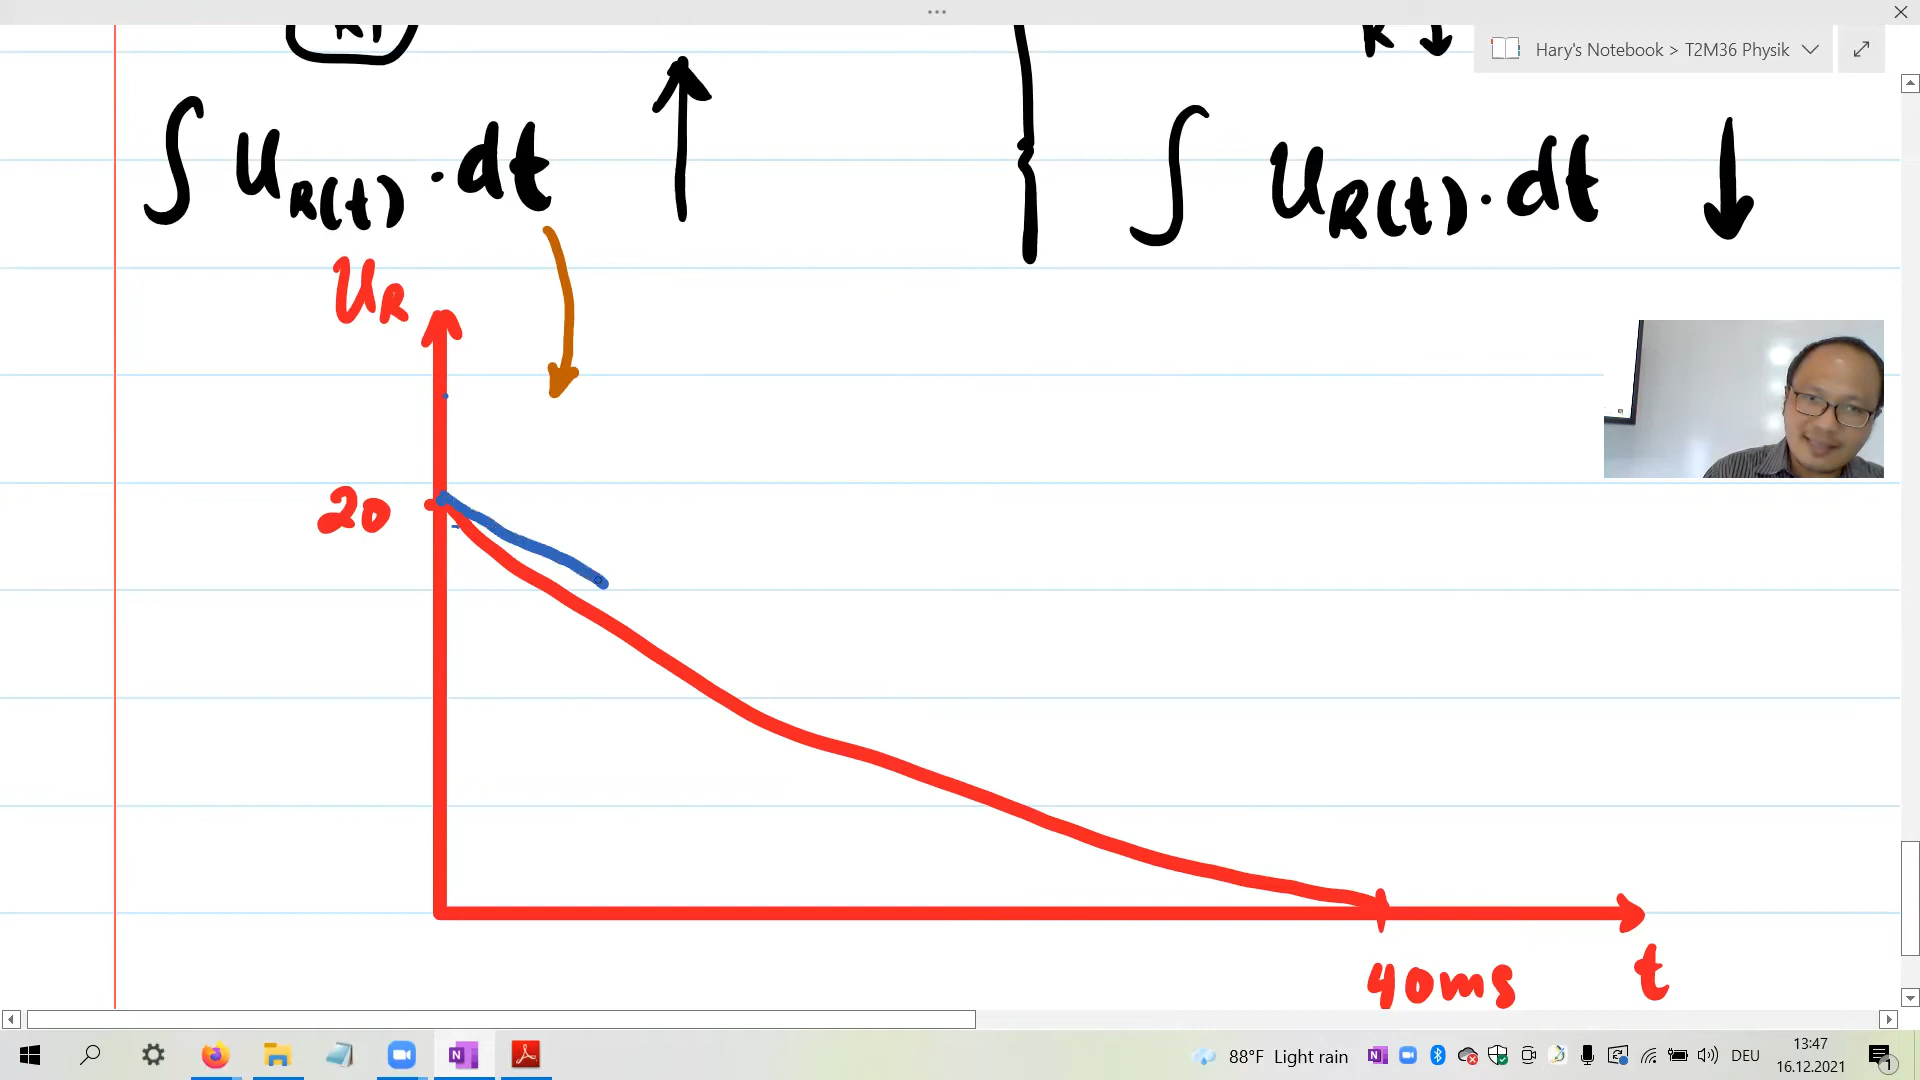 Hary's Notebook > T2M36 Physik
R ↓
∫ U_R(t) · dt ↑
∫ U_R(t) · dt ↓
U_R
20
40ms
t
88°F Light rain
DEU
13:47
16.12.2021
1